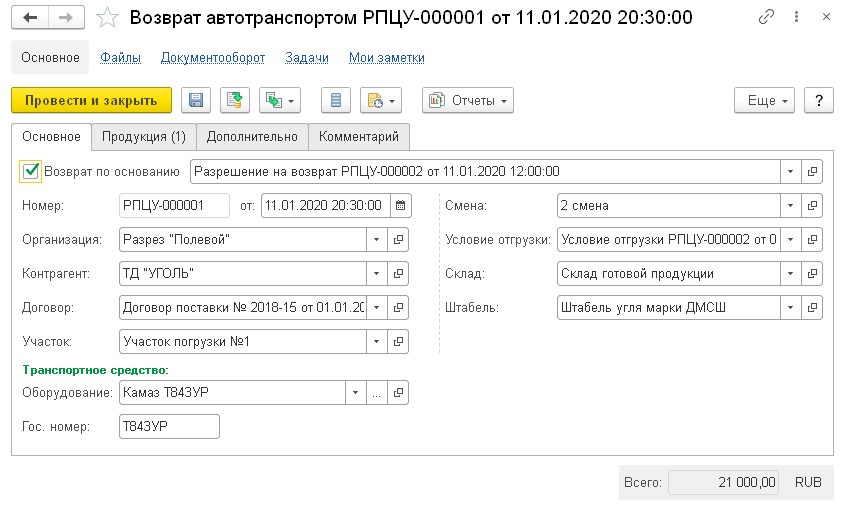 Возврат автотранспортом РПЦУ-000001 от 11.01.2020 20:30:00
Основное Файлы Документооборот Задачи Мои заметки
Провести и закрыть Отчеты Еще ?
Основное Продукция (1) Дополнительно Комментарий
Возврат по основанию Разрешение на возврат РПЦУ-000002 от 11.01.2020 12:00:00
Номер: РПЦУ-000001 от: 11.01.2020 20:30:00 Смена: 2 смена
Организация: Разрез "Полевой" Условие отгрузки: Условие отгрузки РПЦУ-000002 от 0
Контрагент: ТД "УГОЛЬ" Склад: Склад готовой продукции
Договор: Договор поставки № 2018-15 от 01.01.20 Штабель: Штабель угля марки ДМСШ
Участок: Участок погрузки №1
Транспортное средство:
Оборудование: Камаз Т843УР ...
Гос. номер: Т843УР
Всего: 21 000,00 RUB